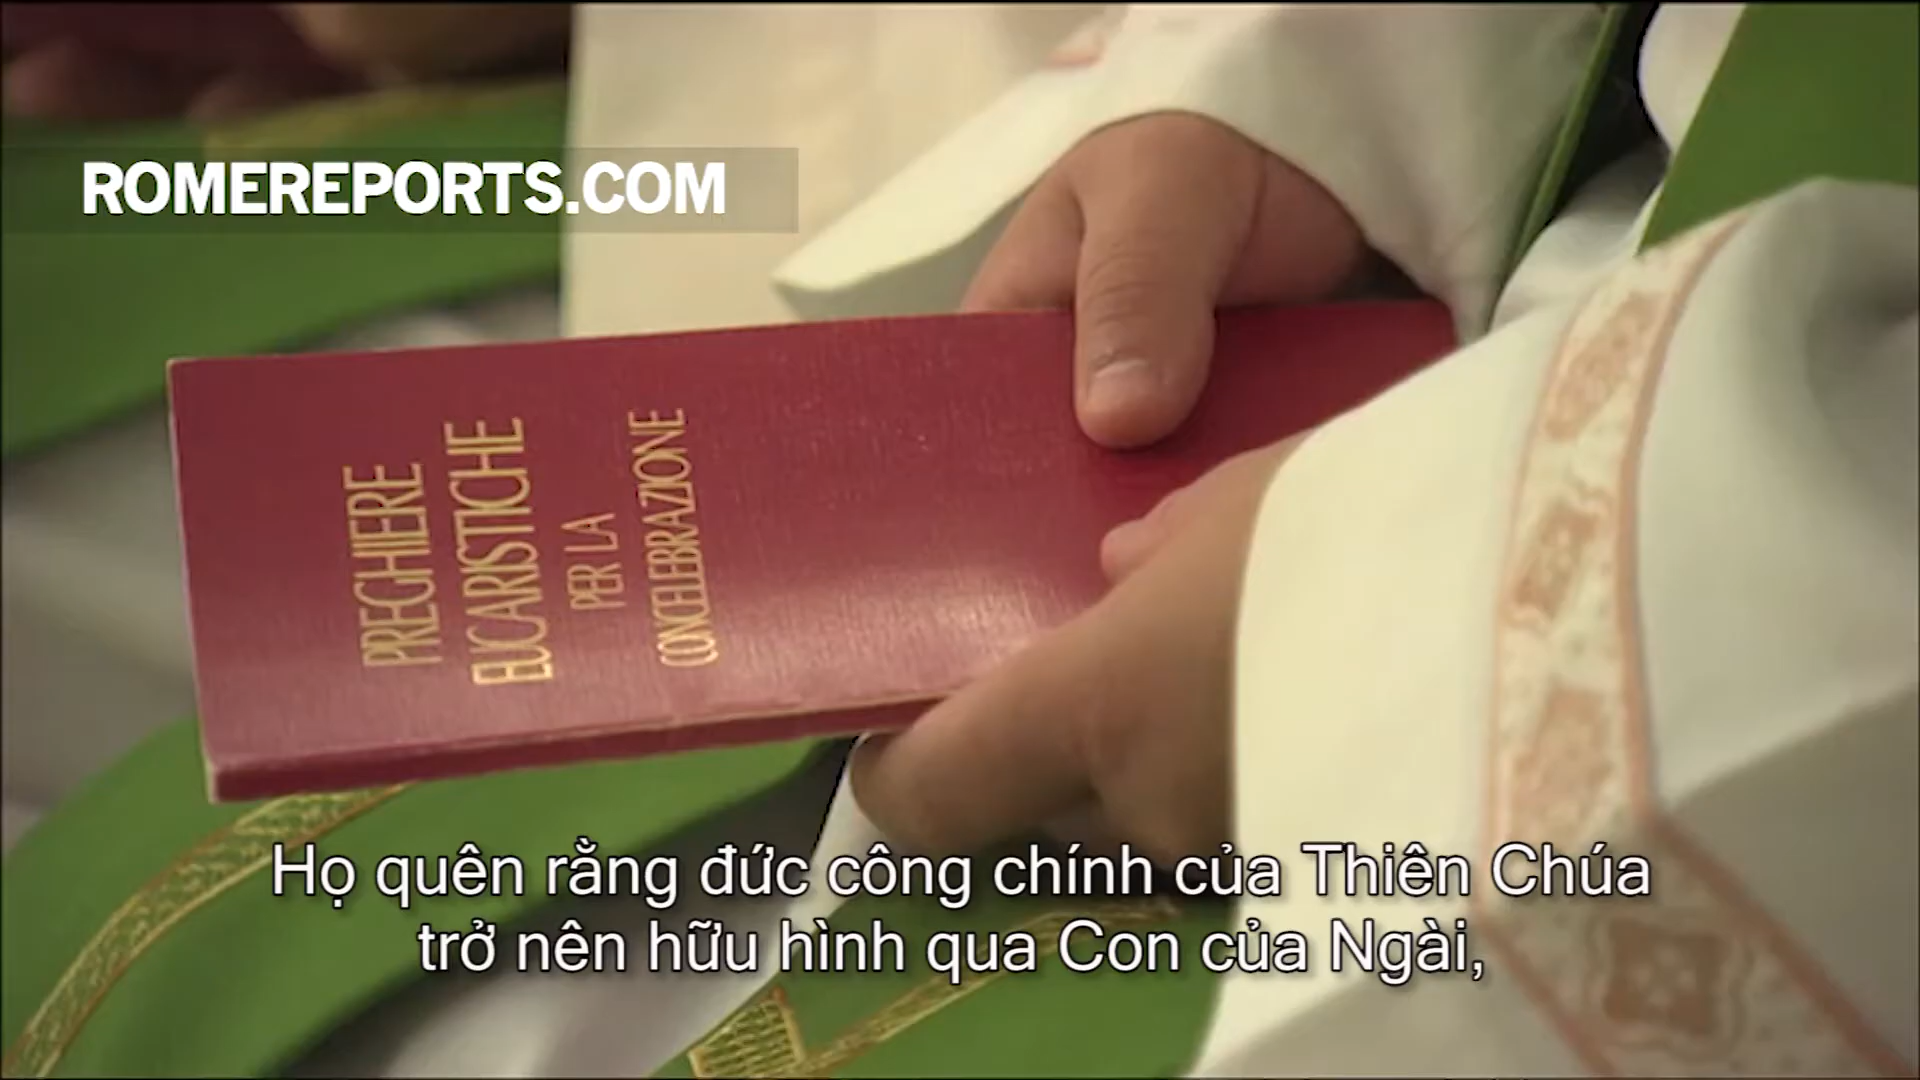 ROMEREPORTS.COM
PREGHIERE
EUCARISTICHE
PER LA
CONCELEBRAZIONE
Họ quên rằng đức công chính của Thiên Chúa
trở nên hữu hình qua Con của Ngài,